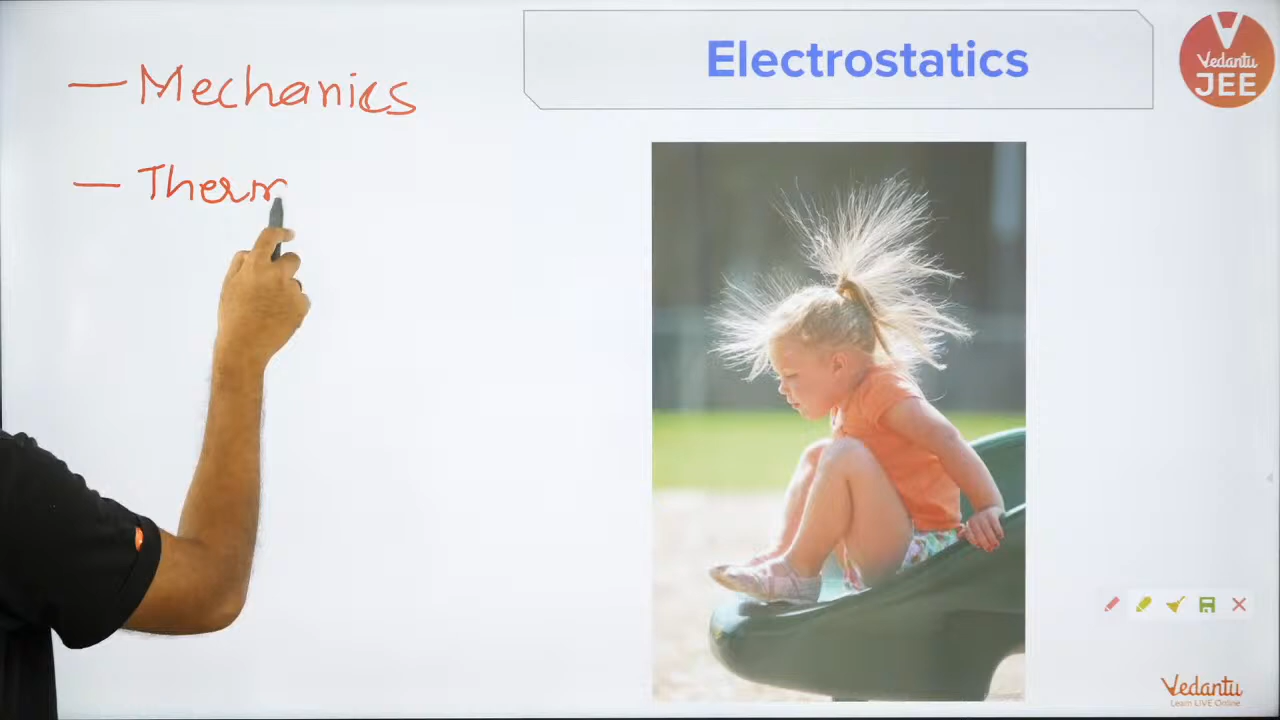 Electrostatics
Vedantu
JEE
— Mechanics
— Therm
Vedantu
Learn LIVE Online